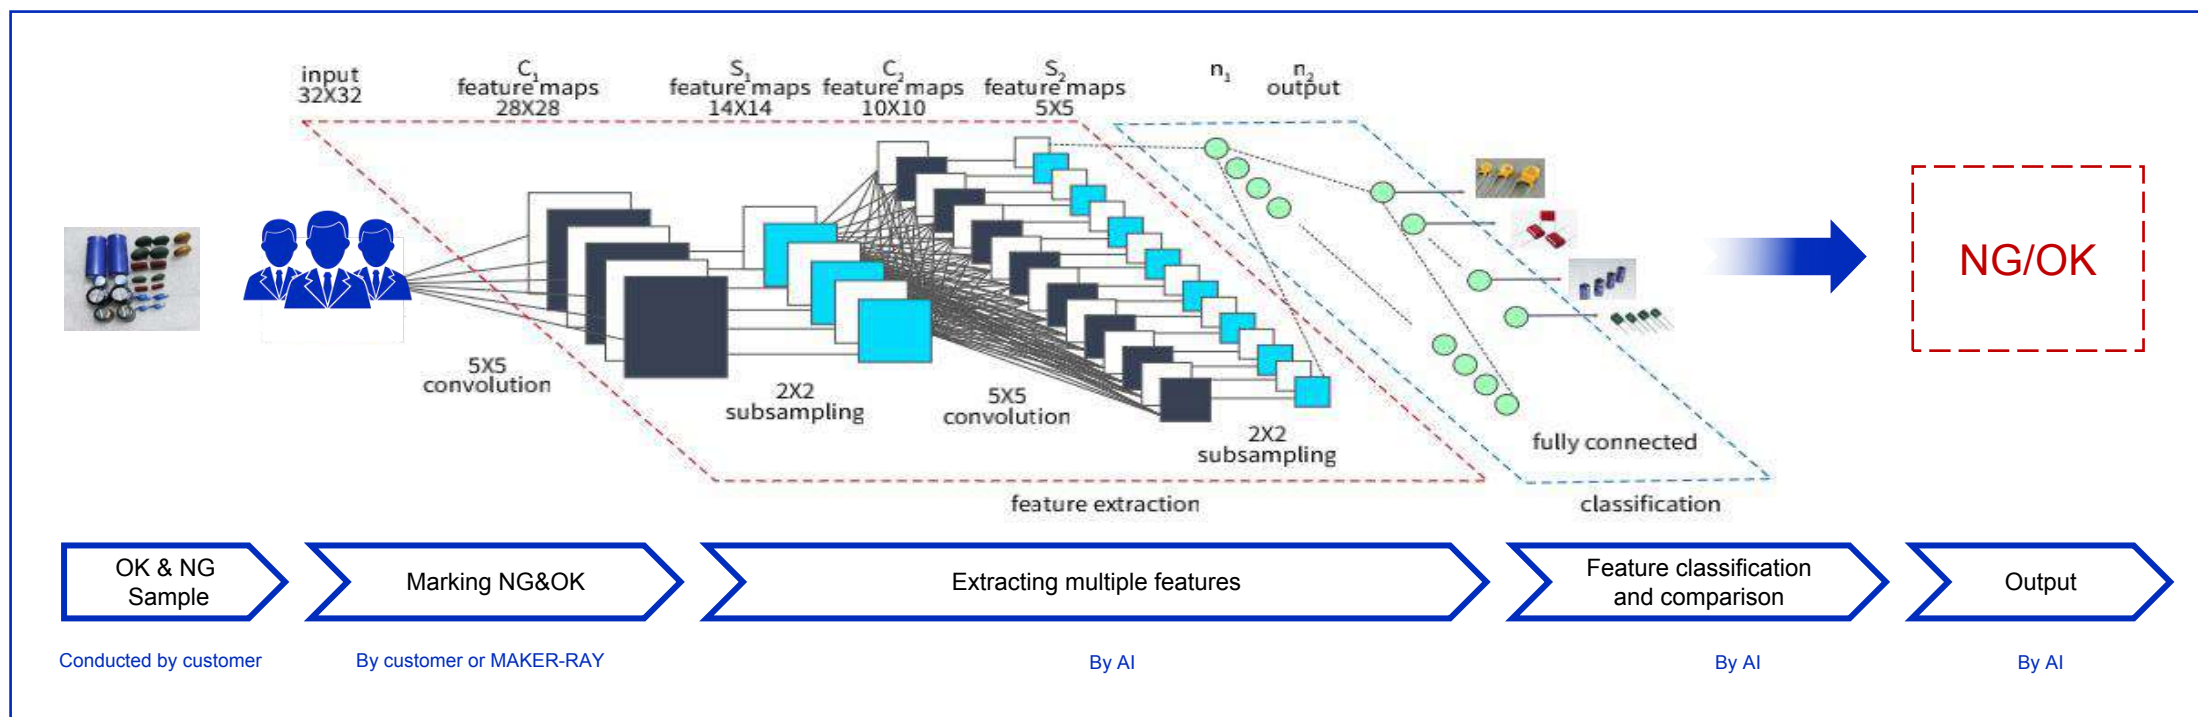 input
32X32
C1
feature maps
28X28
S1
feature maps
14X14
C2
feature maps
10X10
S2
feature maps
5X5
n1
n2
output
NG/OK
5X5
convolution
2X2
subsampling
5X5
convolution
2X2
subsampling
fully connected
feature extraction
classification
OK & NG
Sample
Marking NG&OK
Extracting multiple features
Feature classification
and comparison
Output
Conducted by customer
By customer or MAKER-RAY
By AI
By AI
By AI